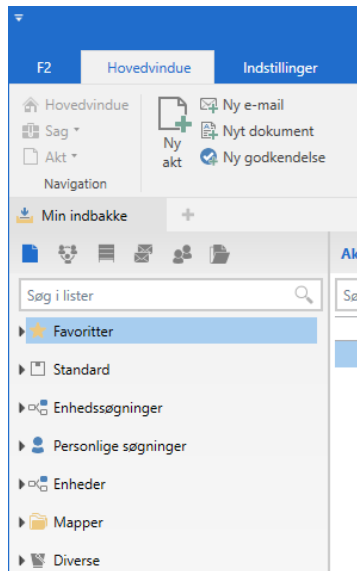 F2 Hovedvindue Indstillinger
Hovedvindue
Sag
Akt
Navigation
Ny akt
Ny e-mail
Nyt dokument
Ny godkendelse
Min indbakke
Søg i lister
Favoritter
Standard
Enhedssøgninger
Personlige søgninger
Enheder
Mapper
Diverse